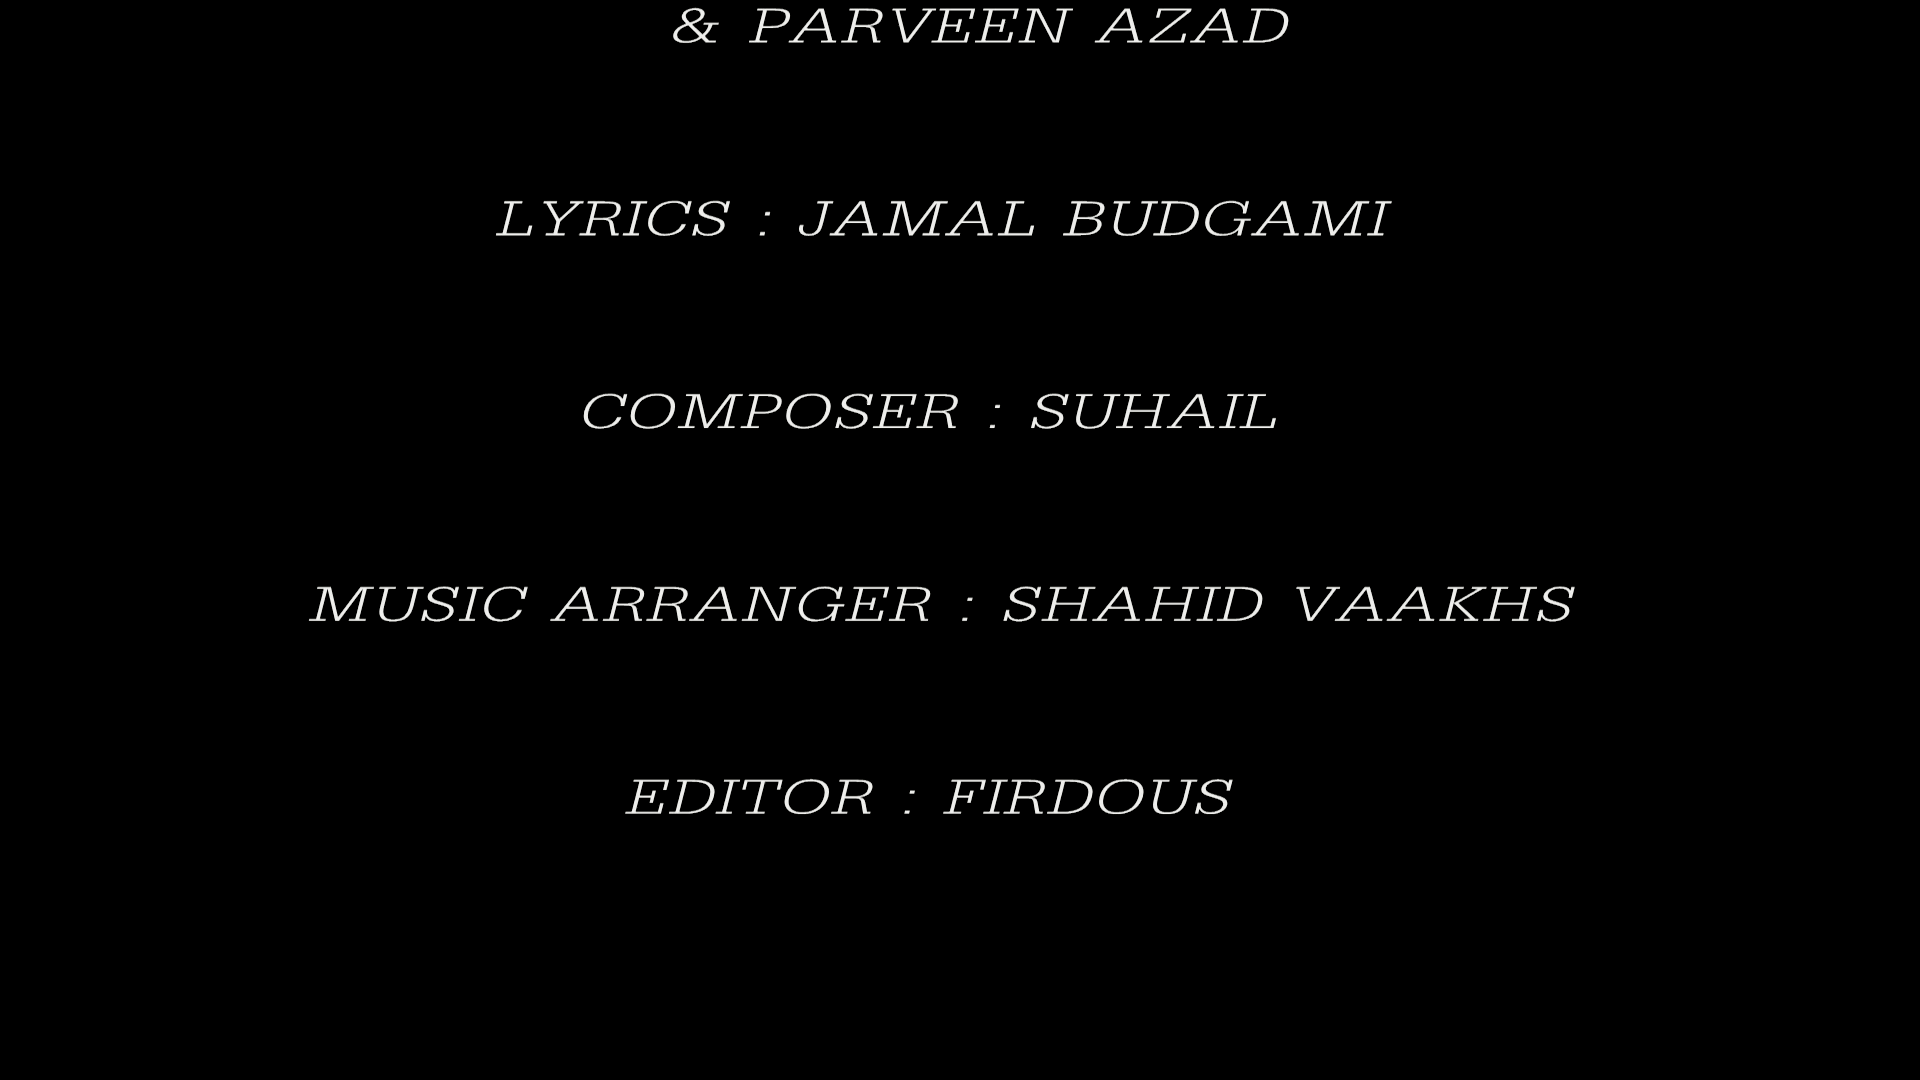 & PARVEEN AZAD
LYRICS : JAMAL BUDGAMI
COMPOSER : SUHAIL
MUSIC ARRANGER : SHAHID VAAKHS
EDITOR : FIRDOUS